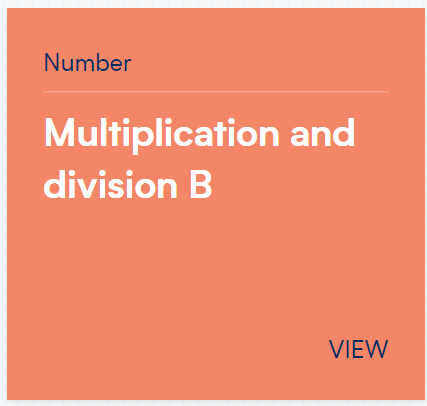 Number
Multiplication and
division B
VIEW